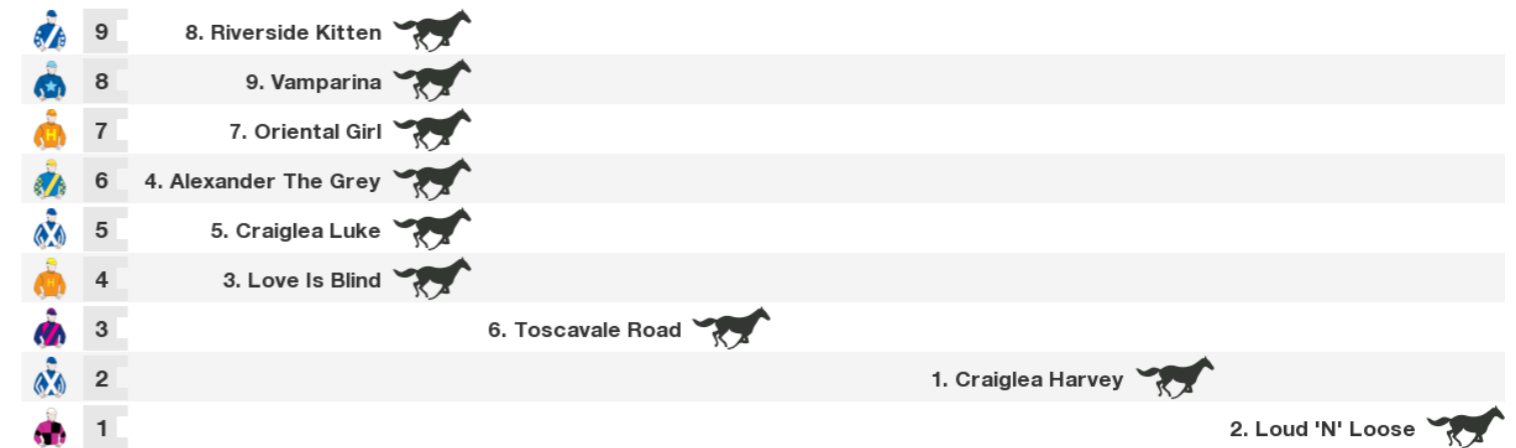 9 8. Riverside Kitten
8 9. Vamparina
7 H 7. Oriental Girl
6 4. Alexander The Grey
5 5. Craiglea Luke
4 H 3. Love Is Blind
3 6. Toscavale Road
2 1. Craiglea Harvey
1 2. Loud 'N' Loose